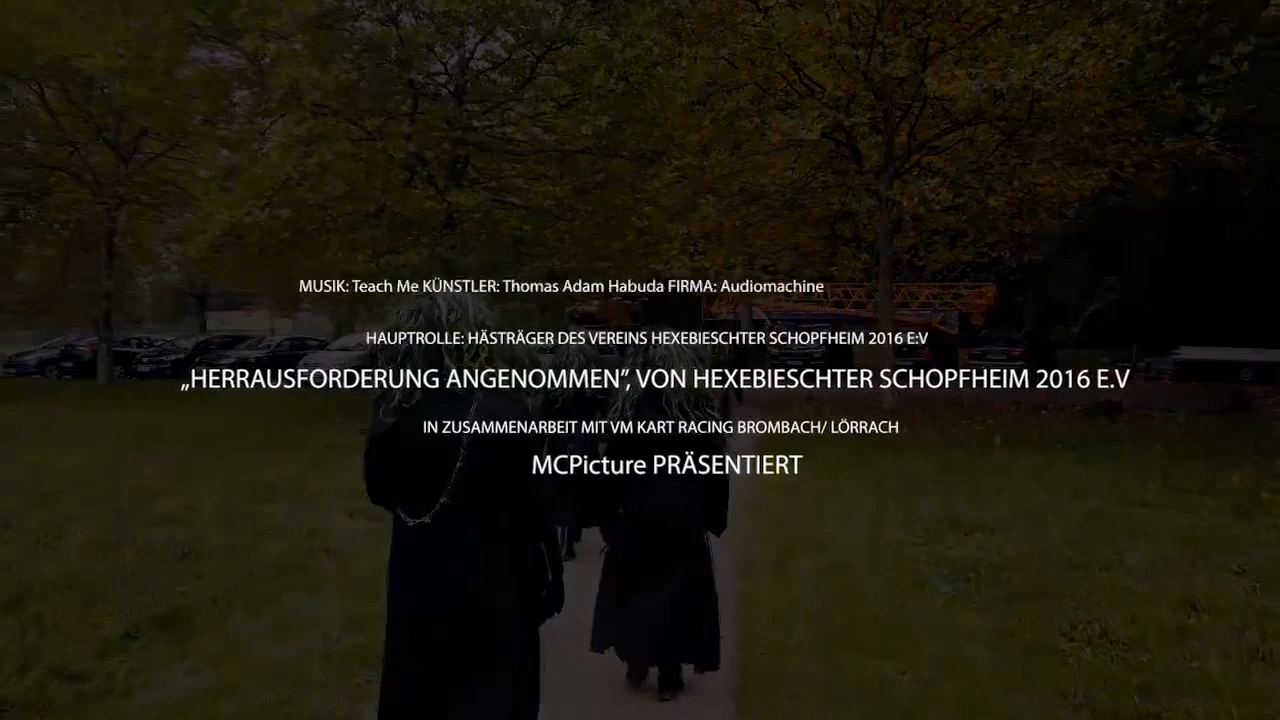 MUSIK: Teach Me KÜNSTLER: Thomas Adam Habuda FIRMA: Audiomachine
HAUPTROLLE: HÄSTRÄGER DES VEREINS HEXEBIESCHTER SCHOPFHEIM 2016 E:V
„HERRAUSFORDERUNG ANGENOMMEN”, VON HEXEBIESCHTER SCHOPFHEIM 2016 E.V
IN ZUSAMMENARBEIT MIT VM KART RACING BROMBACH/ LÖRRACH
MCPicture PRÄSENTIERT